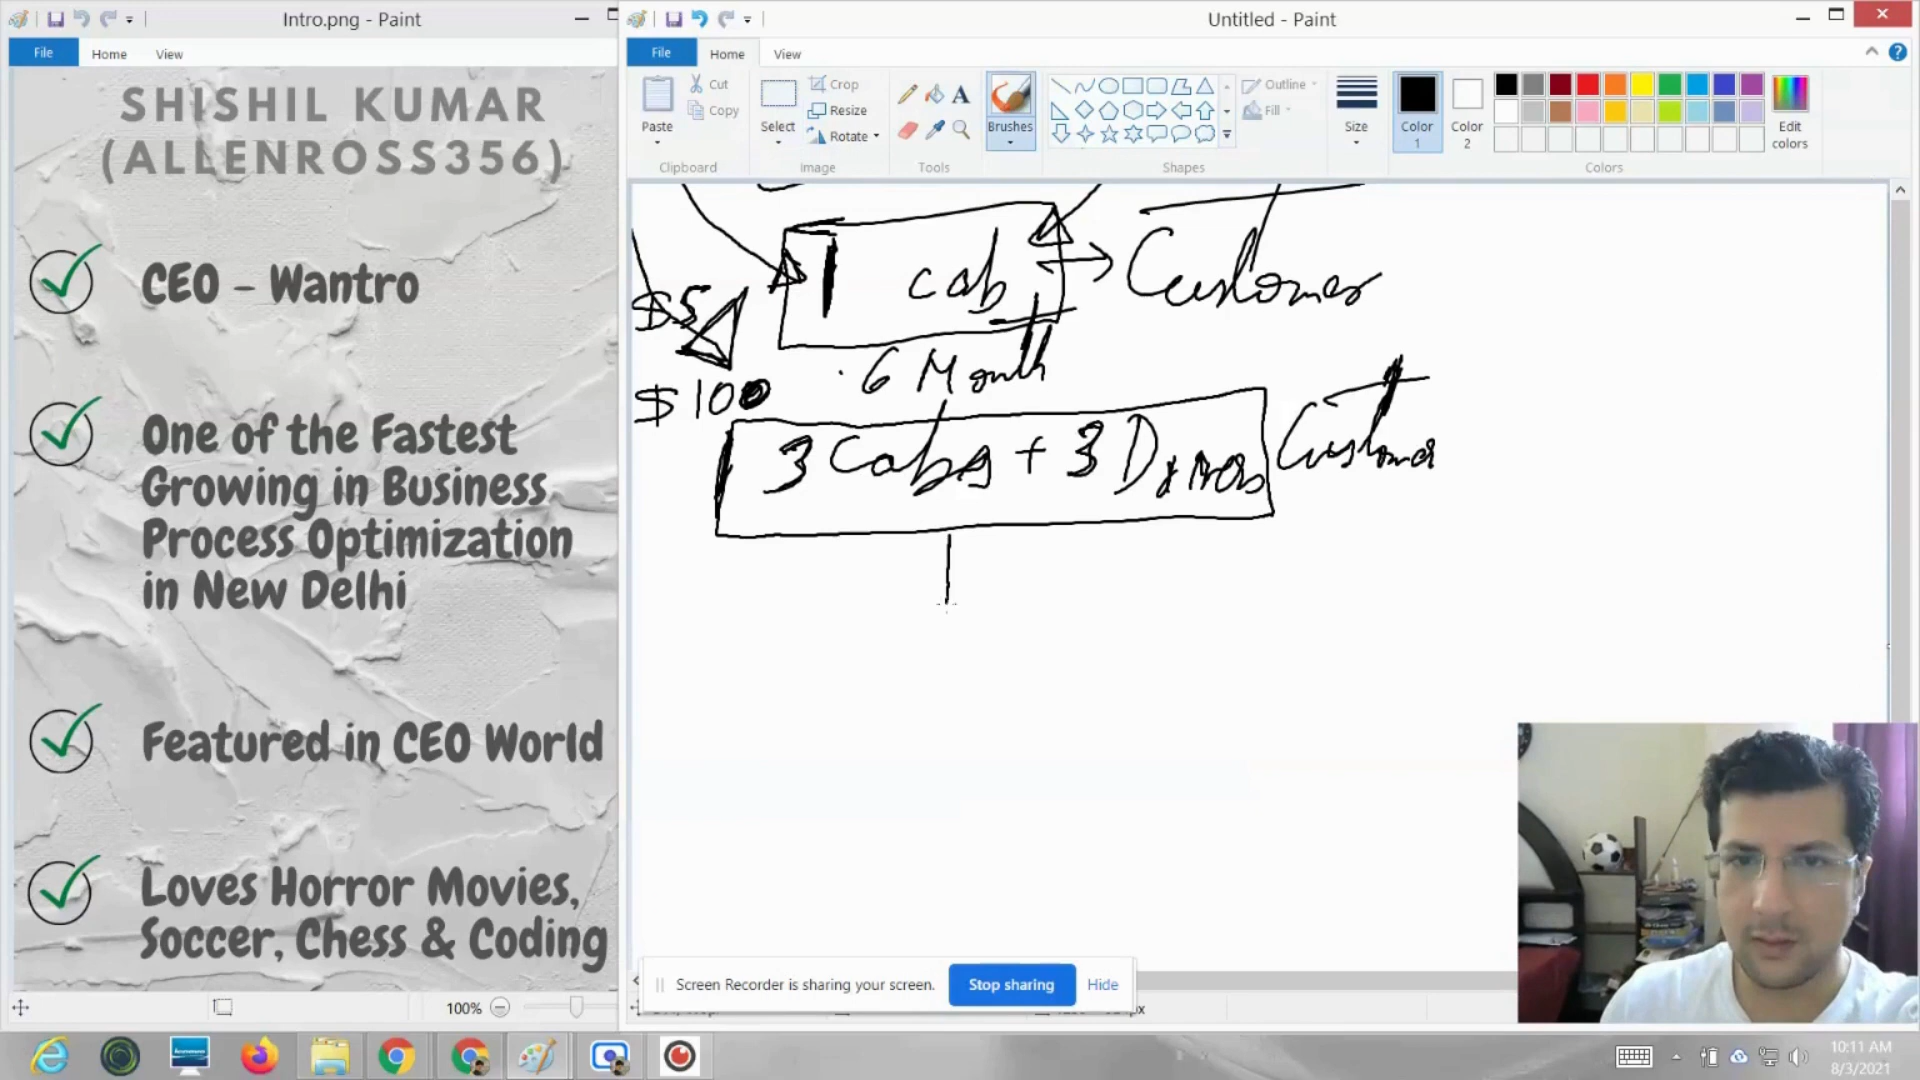 Intro.png - Paint
File
Home
View
SHISHIL KUMAR
(ALLENROSS356)
CEO - Wantro
One of the Fastest
Growing in Business
Process Optimization
in New Delhi
Featured in CEO World
Loves Horror Movies,
Soccer, Chess & Coding
100%
Untitled - Paint
File
Home
View
Paste
Cut
Copy
Clipboard
Select
Crop
Resize
Rotate
Image
Tools
Brushes
Shapes
Outline
Fill
Size
Color
1
Color
2
Edit
colors
Colors
1 cab
Customer
$5
$100
6 Month
3 Cabs + 3 Drivers
Customer
Screen Recorder is sharing your screen.
Stop sharing
Hide
10:11 AM
8/3/2021